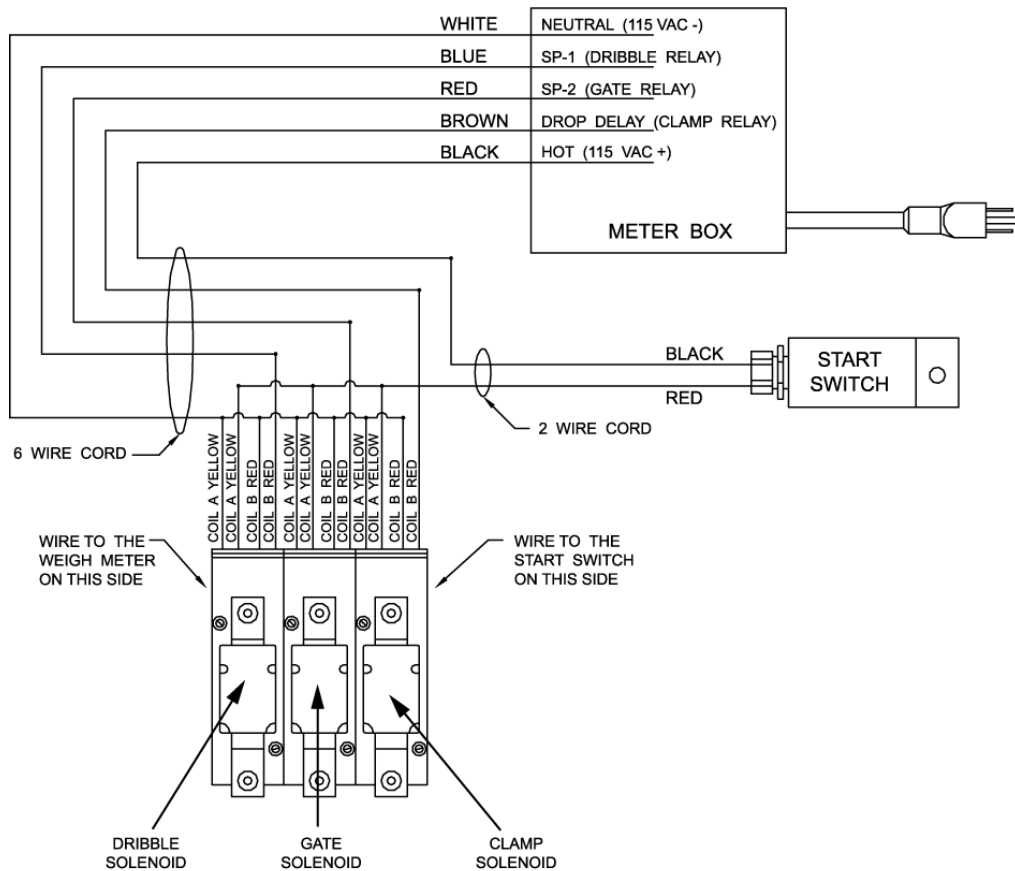 WHITE
NEUTRAL (115 VAC -)
BLUE
SP-1 (DRIBBLE RELAY)
RED
SP-2 (GATE RELAY)
BROWN
DROP DELAY (CLAMP RELAY)
BLACK
HOT (115 VAC +)
METER BOX
BLACK
RED
START
SWITCH
2 WIRE CORD
6 WIRE CORD
COIL A YELLOW
COIL A YELLOW
COIL B RED
COIL B RED
COIL A YELLOW
COIL A YELLOW
COIL B RED
COIL B RED
COIL A YELLOW
COIL A YELLOW
COIL B RED
COIL B RED
WIRE TO THE
WEIGH METER
ON THIS SIDE
WIRE TO THE
START SWITCH
ON THIS SIDE
DRIBBLE
SOLENOID
GATE
SOLENOID
CLAMP
SOLENOID